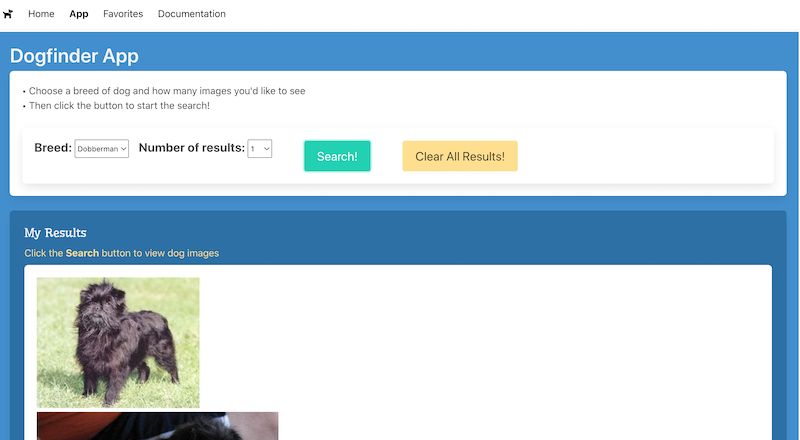 Home App Favorites Documentation
Dogfinder App
• Choose a breed of dog and how many images you'd like to see
• Then click the button to start the search!
Breed: Dobberman Number of results: 1 Search! Clear All Results!
My Results
Click the Search button to view dog images